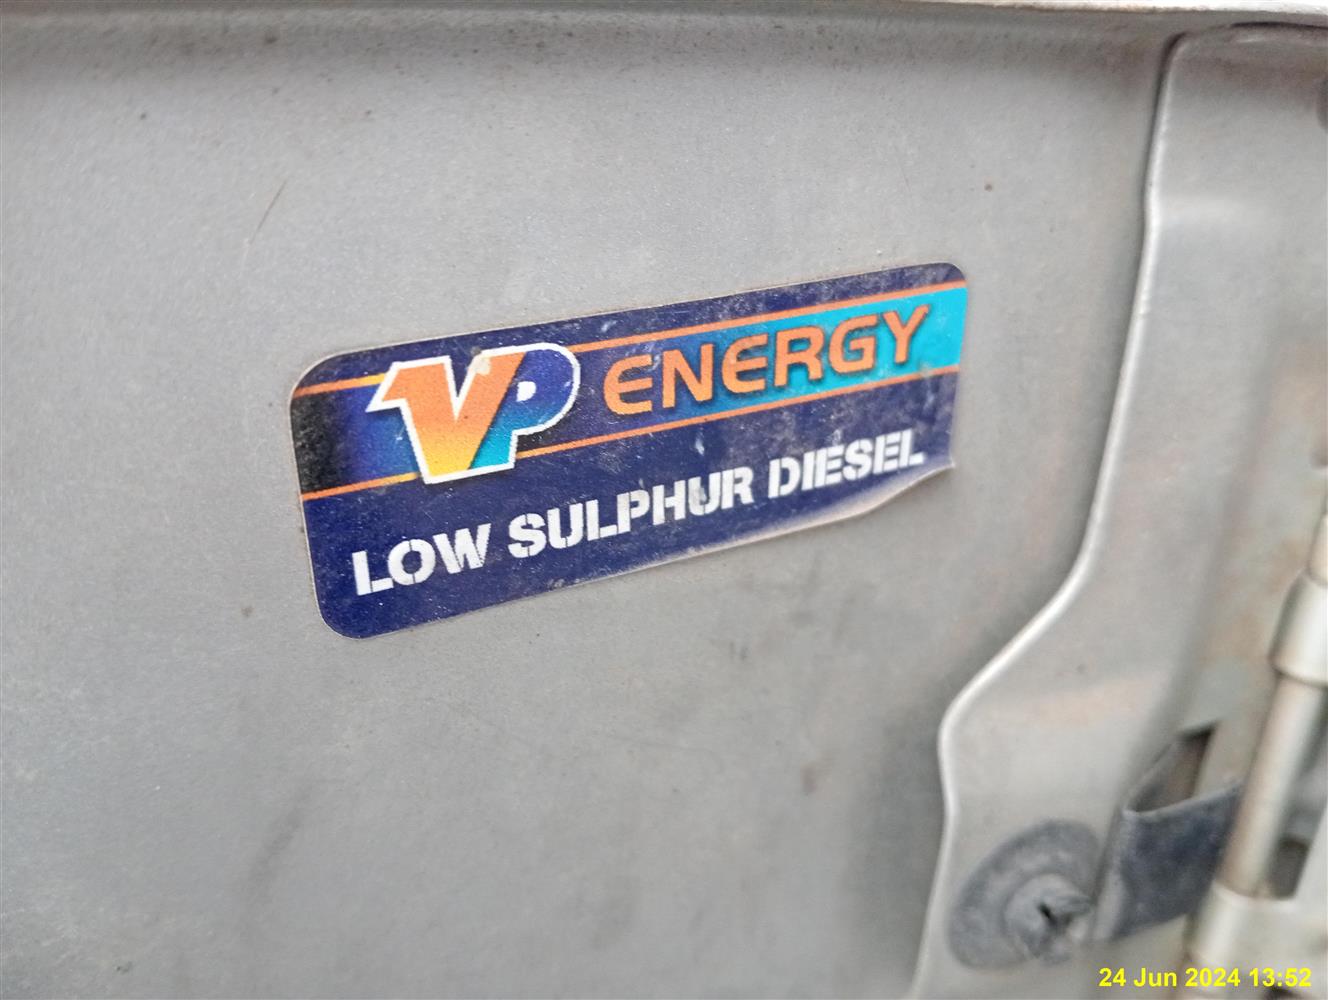 VP ENERGY
LOW SULPHUR DIESEL
24 Jun 2024 13:52